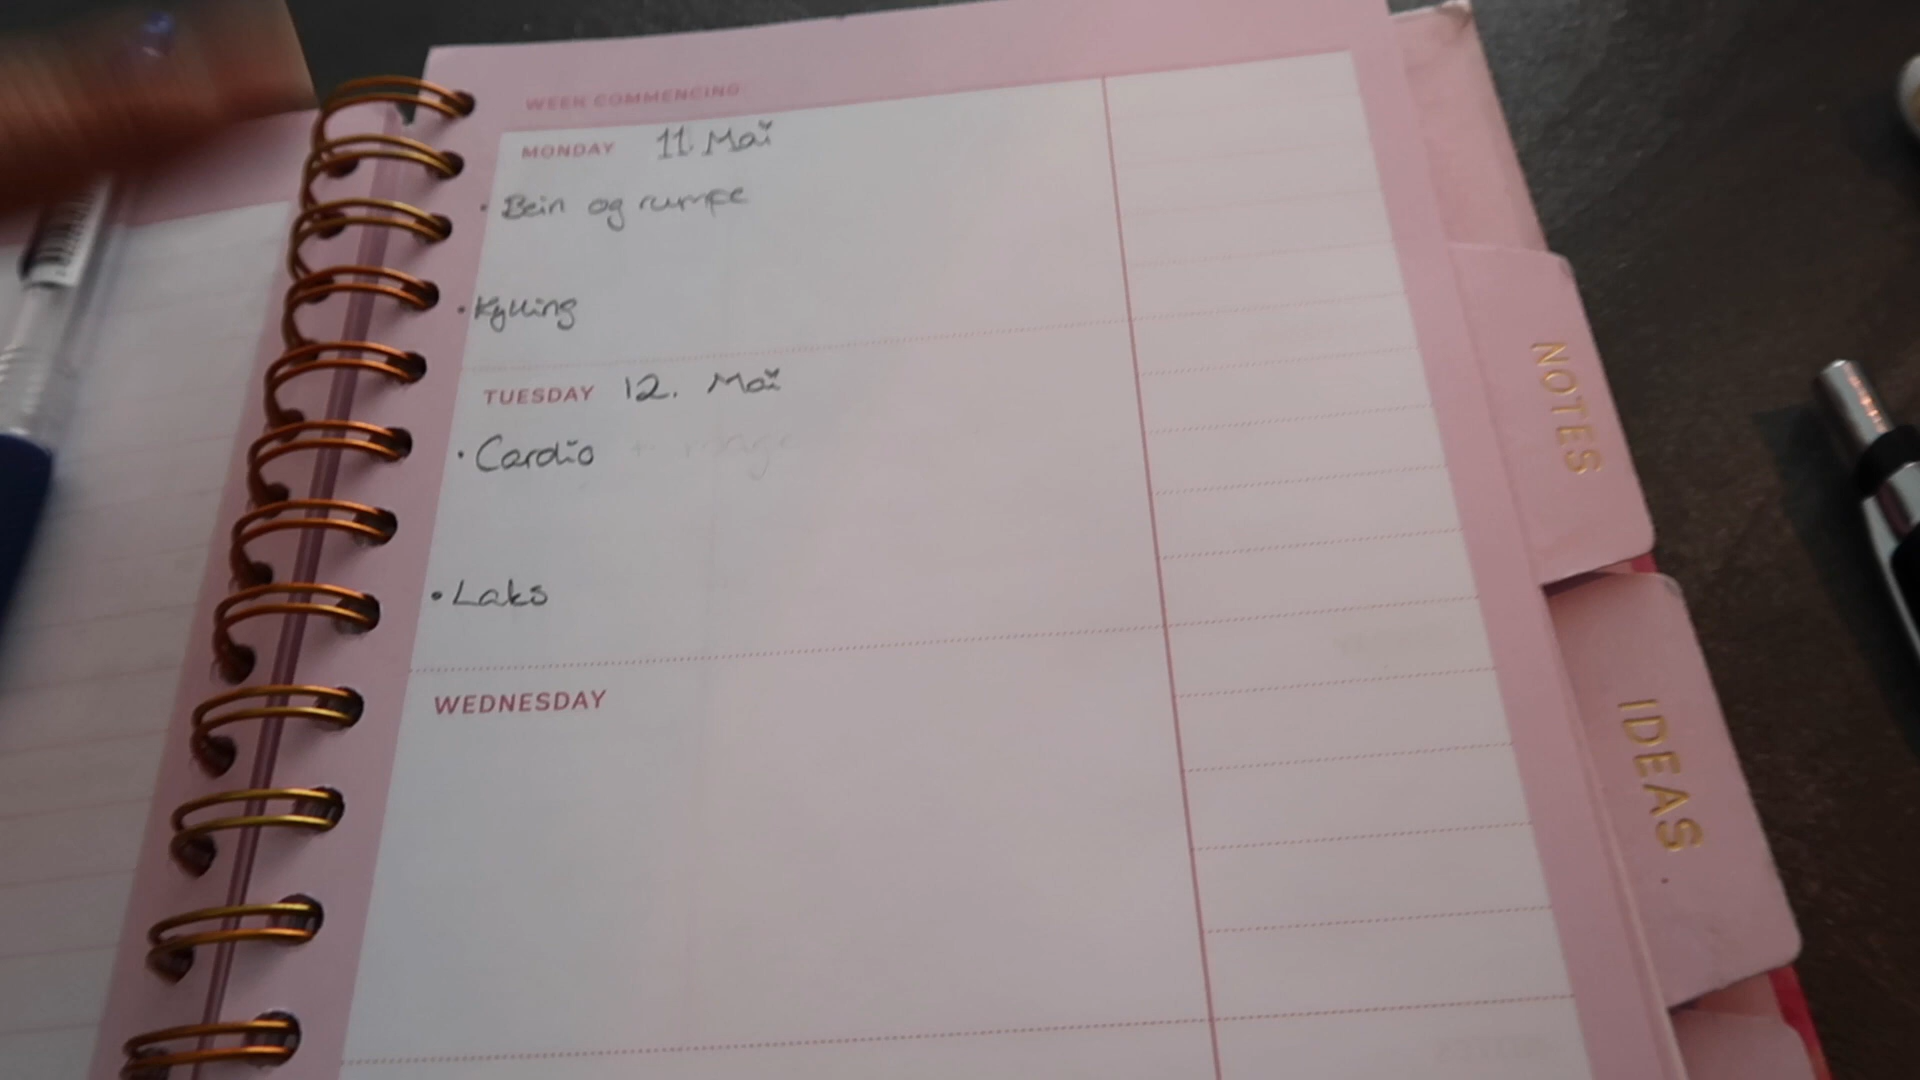 WEEK COMMENCING
MONDAY 11. Mai
• Bein og rumpe
• Kylling
TUESDAY 12. Mai
• Cardio
• Laks
WEDNESDAY
NOTES
IDEAS